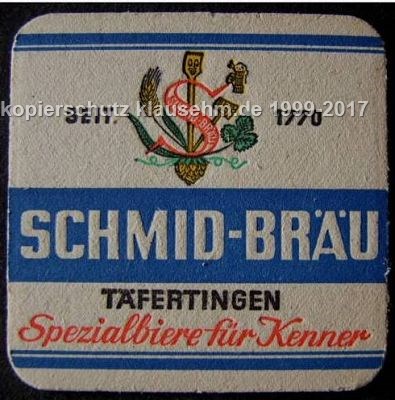 kopierschutz klausehm.de 1999-2017
SEIT 1770
SCHMID-BRÄU
TÄFERTINGEN
Spezialbiere für Kenner